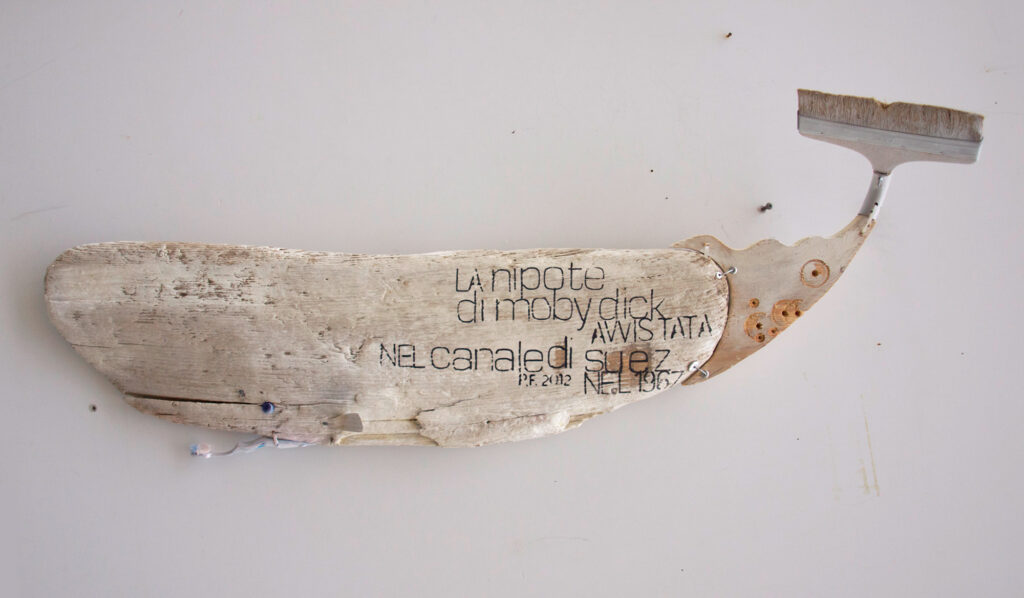 LA nipote
di moby dick
AVVISTATA
NEL canale di suez
P.F. 2012 NEL 1967